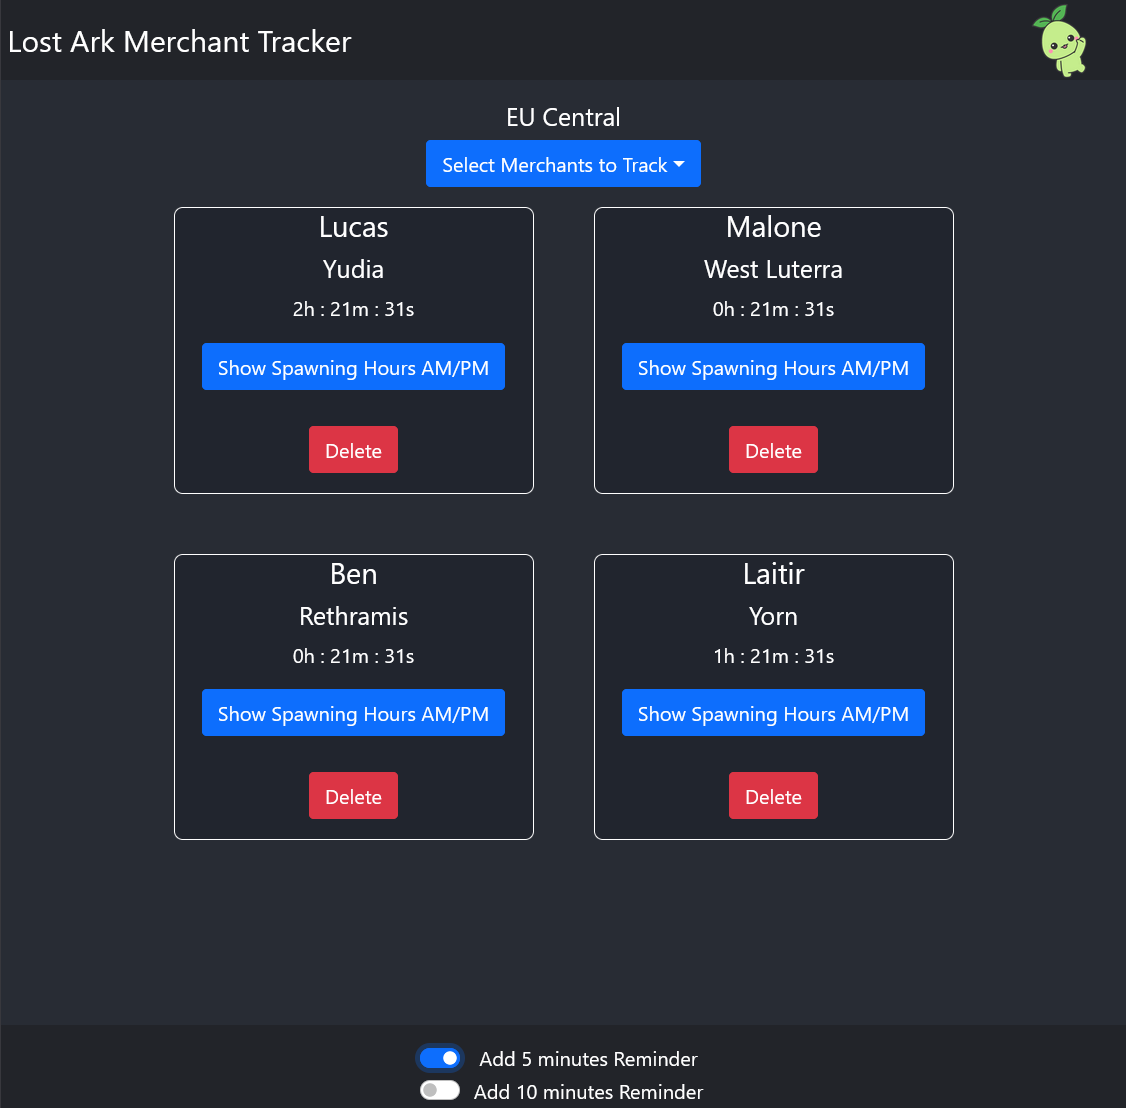 Lost Ark Merchant Tracker
EU Central
Select Merchants to Track
Lucas
Yudia
2h : 21m : 31s
Show Spawning Hours AM/PM
Delete
Malone
West Luterra
0h : 21m : 31s
Show Spawning Hours AM/PM
Delete
Ben
Rethramis
0h : 21m : 31s
Show Spawning Hours AM/PM
Delete
Laitir
Yorn
1h : 21m : 31s
Show Spawning Hours AM/PM
Delete
Add 5 minutes Reminder
Add 10 minutes Reminder